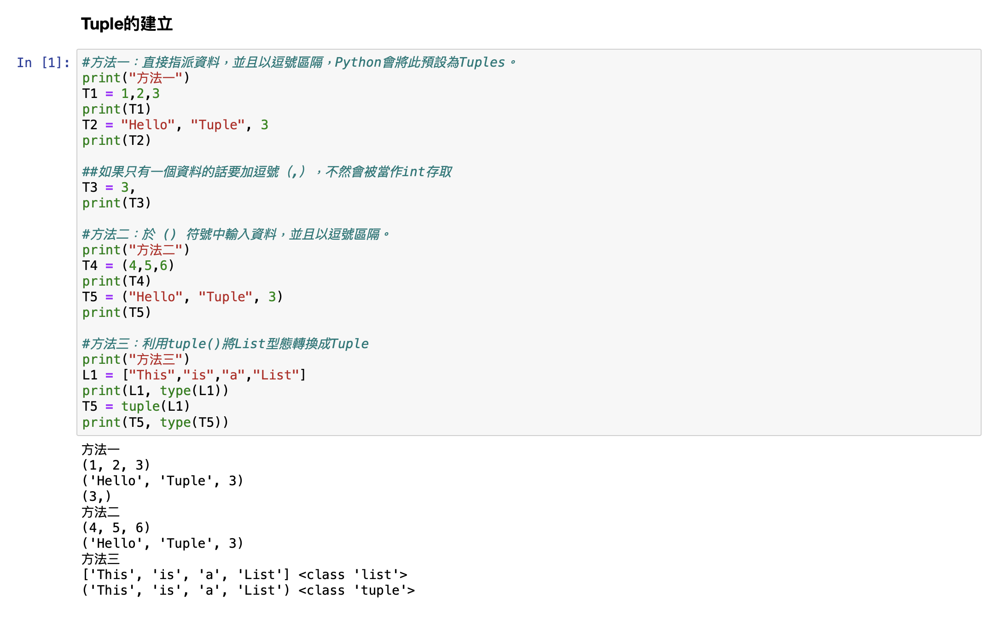 Tuple的建立
In [1]:
#方法一：直接指派資料，並且以逗號區隔，Python會將此預設為Tuples。
print("方法一")
T1 = 1,2,3
print(T1)
T2 = "Hello", "Tuple", 3
print(T2)
##如果只有一個資料的話要加逗號（,），不然會被當作int存取
T3 = 3,
print(T3)
#方法二：於 () 符號中輸入資料，並且以逗號區隔。
print("方法二")
T4 = (4,5,6)
print(T4)
T5 = ("Hello", "Tuple", 3)
print(T5)
#方法三：利用tuple()將List型態轉換成Tuple
print("方法三")
L1 = ["This","is","a","List"]
print(L1, type(L1))
T5 = tuple(L1)
print(T5, type(T5))
方法一
(1, 2, 3)
('Hello', 'Tuple', 3)
(3,)
方法二
(4, 5, 6)
('Hello', 'Tuple', 3)
方法三
['This', 'is', 'a', 'List'] <class 'list'>
('This', 'is', 'a', 'List') <class 'tuple'>